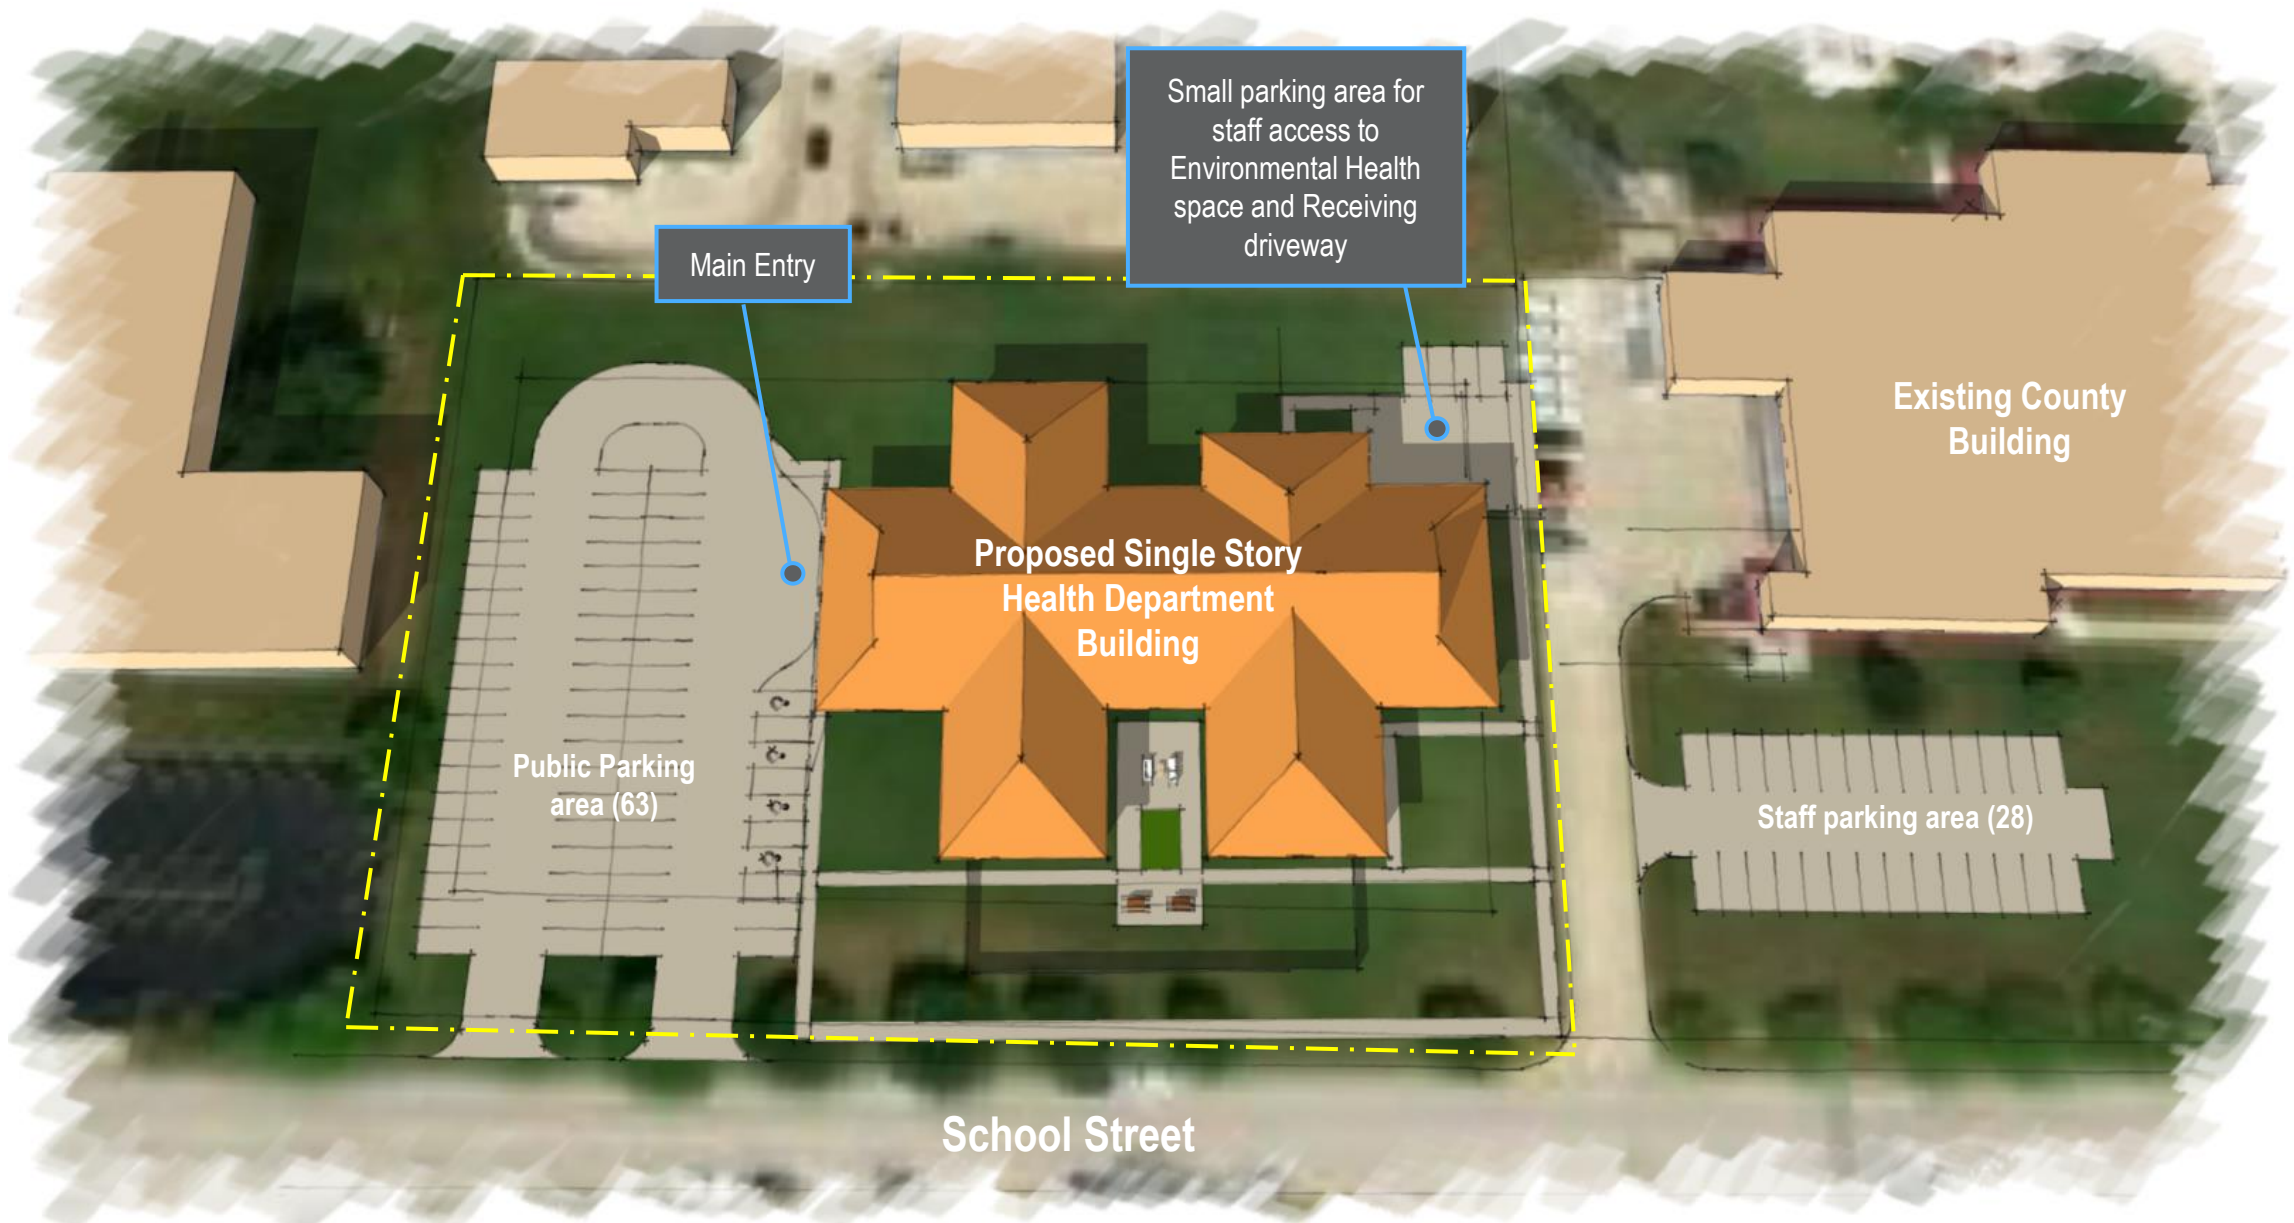 Small parking area for
staff access to
Environmental Health
space and Receiving
driveway
Main Entry
Existing County
Building
Proposed Single Story
Health Department
Building
Public Parking
area (63)
Staff parking area (28)
School Street